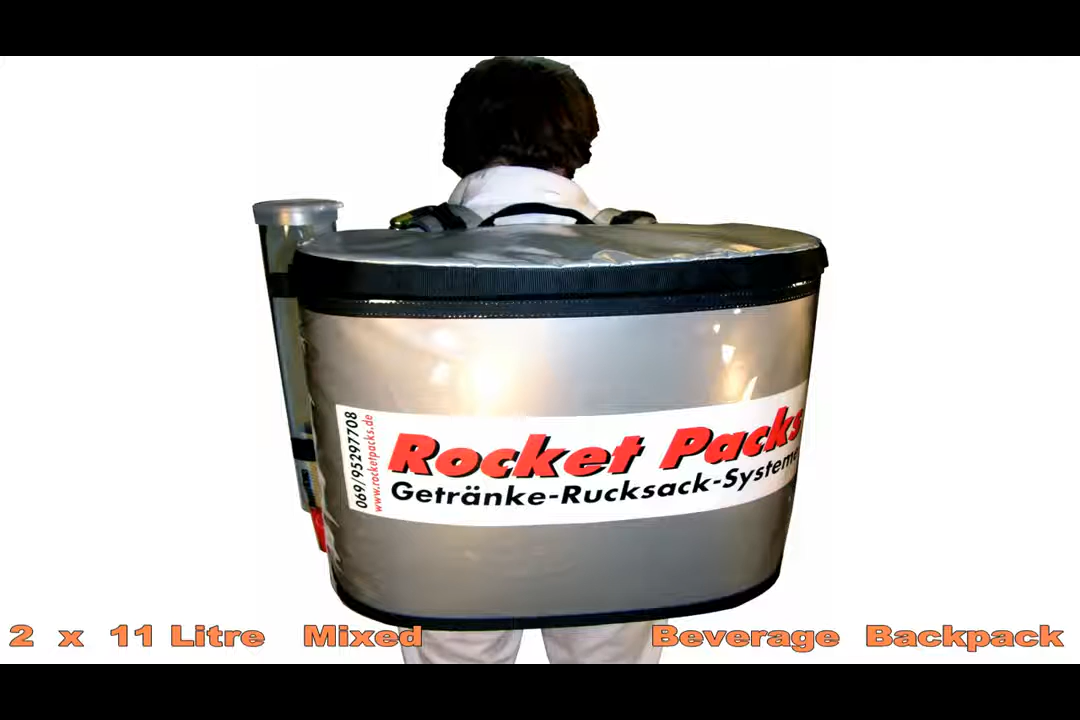 069/95297708
www.rocketpacks.de
Rocket Packs
Getränke-Rucksack-Systeme
2 x 11 Litre Mixed Beverage Backpack